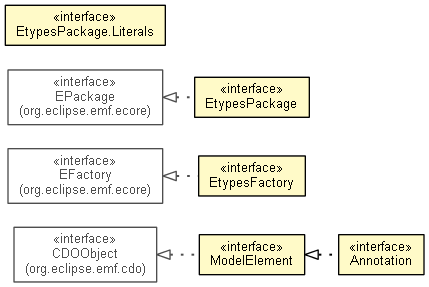 «interface»
EtypesPackage.Literals
«interface»
EPackage
(org.eclipse.emf.ecore)
«interface»
EtypesPackage
«interface»
EFactory
(org.eclipse.emf.ecore)
«interface»
EtypesFactory
«interface»
CDOObject
(org.eclipse.emf.cdo)
«interface»
ModelElement
«interface»
Annotation